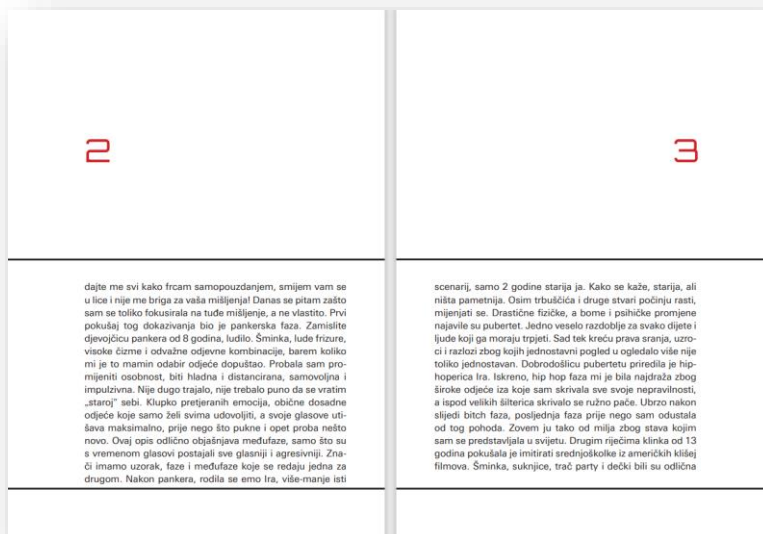 2
dajte me svi kako frcam samopouzdanjem, smijem vam se
u lice i nije me briga za vaša mišljenja! Danas se pitam zašto
sam se toliko fokusirala na tuđe mišljenje, a ne vlastito. Prvi
pokušaj tog dokazivanja bio je pankerska faza. Zamislite
djevojčicu pankera od 8 godina, ludilo. Šminka, lude frizure,
visoke čizme i odvažne odjevne kombinacije, barem koliko
mi je to mamin odabir odjeće dopuštao. Probala sam pro-
mijeniti osobnost, biti hladna i distancirana, samovoljna i
impulzivna. Nije dugo trajalo, nije trebalo puno da se vratim
„staroj" sebi. Klupko pretjeranih emocija, obične dosadne
odjeće koje samo želi svima udovoljiti, a svoje glasove uti-
šava maksimalno, prije nego što pukne i opet proba nešto
novo. Ovaj opis odlično objašnjava međufaze, samo što su
s vremenom glasovi postajali sve glasniji i agresivniji. Zna-
či imamo uzorak, faze i međufaze koje se redaju jedna za
drugom. Nakon pankera, rodila se emo Ira, više-manje isti
3
scenarij, samo 2 godine starija ja. Kako se kaže, starija, ali
ništa pametnija. Osim trbuščića i druge stvari počinju rasti,
mijenjati se. Drastične fizičke, a bome i psihičke promjene
najavile su pubertet. Jedno veselo razdoblje za svako dijete i
ljude koji ga moraju trpjeti. Sad tek kreću prava sranja, uzro-
ci i razlozi zbog kojih jednostavni pogled u ogledalo više nije
toliko jednostavan. Dobrodošlicu pubertetu priredila je hip-
hoperica Ira. Iskreno, hip hop faza mi je bila najdraža zbog
široke odjeće iza koje sam skrivala sve svoje nepravilnosti,
a ispod velikih šilterica skrivalo se ružno pače. Ubrzo nakon
slijedi bitch faza, posljednja faza prije nego sam odustala
od tog pohoda. Zovem ju tako od milja zbog stava kojim
sam se predstavljala u svijetu. Drugim riječima klinka od 13
godina pokušala je imitirati srednjoškolke iz američkih klišej
filmova. Šminka, suknjice, trač party i dečki bili su odlična